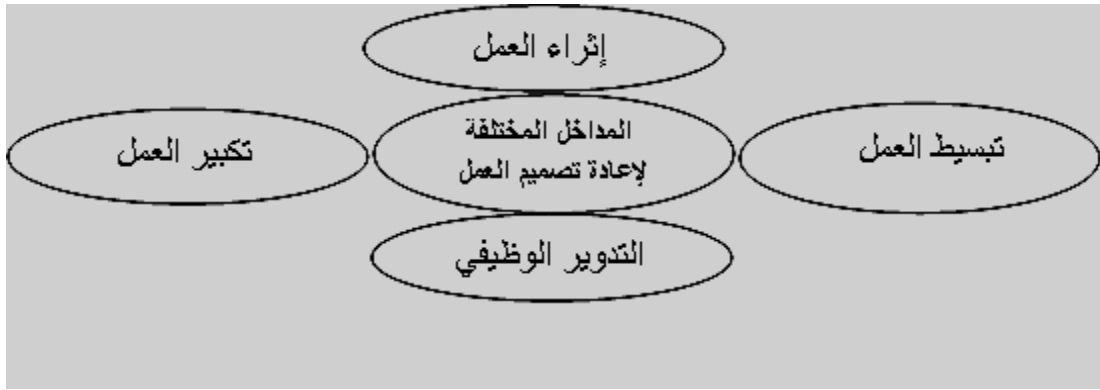 إثراء العمل
المداخل المختلفة
لإعادة تصميم العمل
تبسيط العمل
تكبير العمل
التدوير الوظيفي